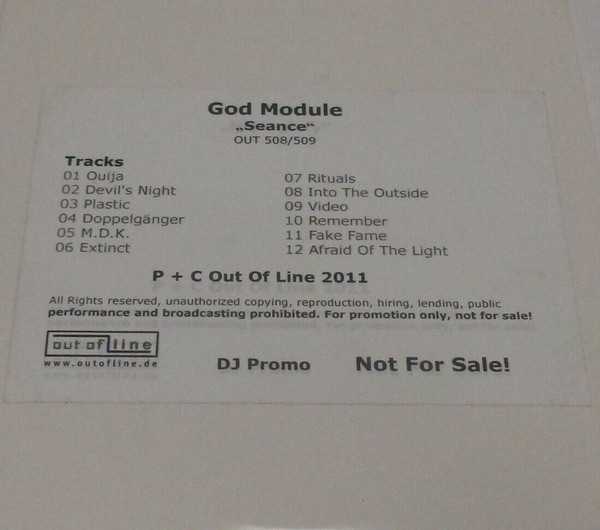 God Module
„Seance“
OUT 508/509
Tracks
01 Ouija
02 Devil's Night
03 Plastic
04 Doppelgänger
05 M.D.K.
06 Extinct
07 Rituals
08 Into The Outside
09 Video
10 Remember
11 Fake Fame
12 Afraid Of The Light
P + C Out Of Line 2011
All Rights reserved, unauthorized copying, reproduction, hiring, lending, public
performance and broadcasting prohibited. For promotion only, not for sale!
out of line
www.outofline.de
DJ Promo
Not For Sale!